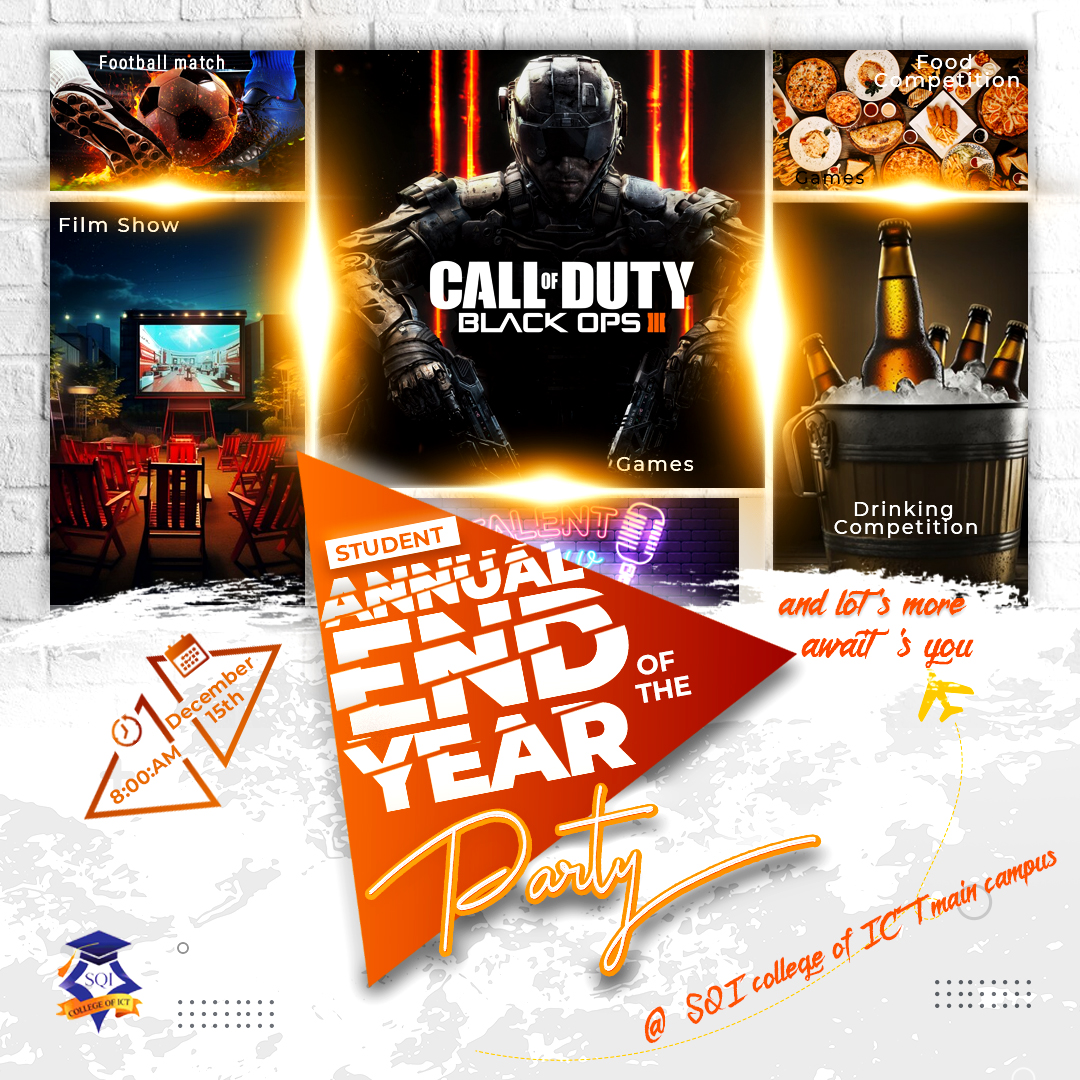 Football match
Food
Competition
Games
Film Show
CALL OF DUTY
BLACK OPS III
Games
Drinking
Competition
TALENT
STUDENT
ANNUAL
END
END
YEAR
OF
THE
Party
and loT's more
await 's you
December
15th
8:00:AM
@ SQI college of ICT main campus
SQI
COLLEGE OF ICT